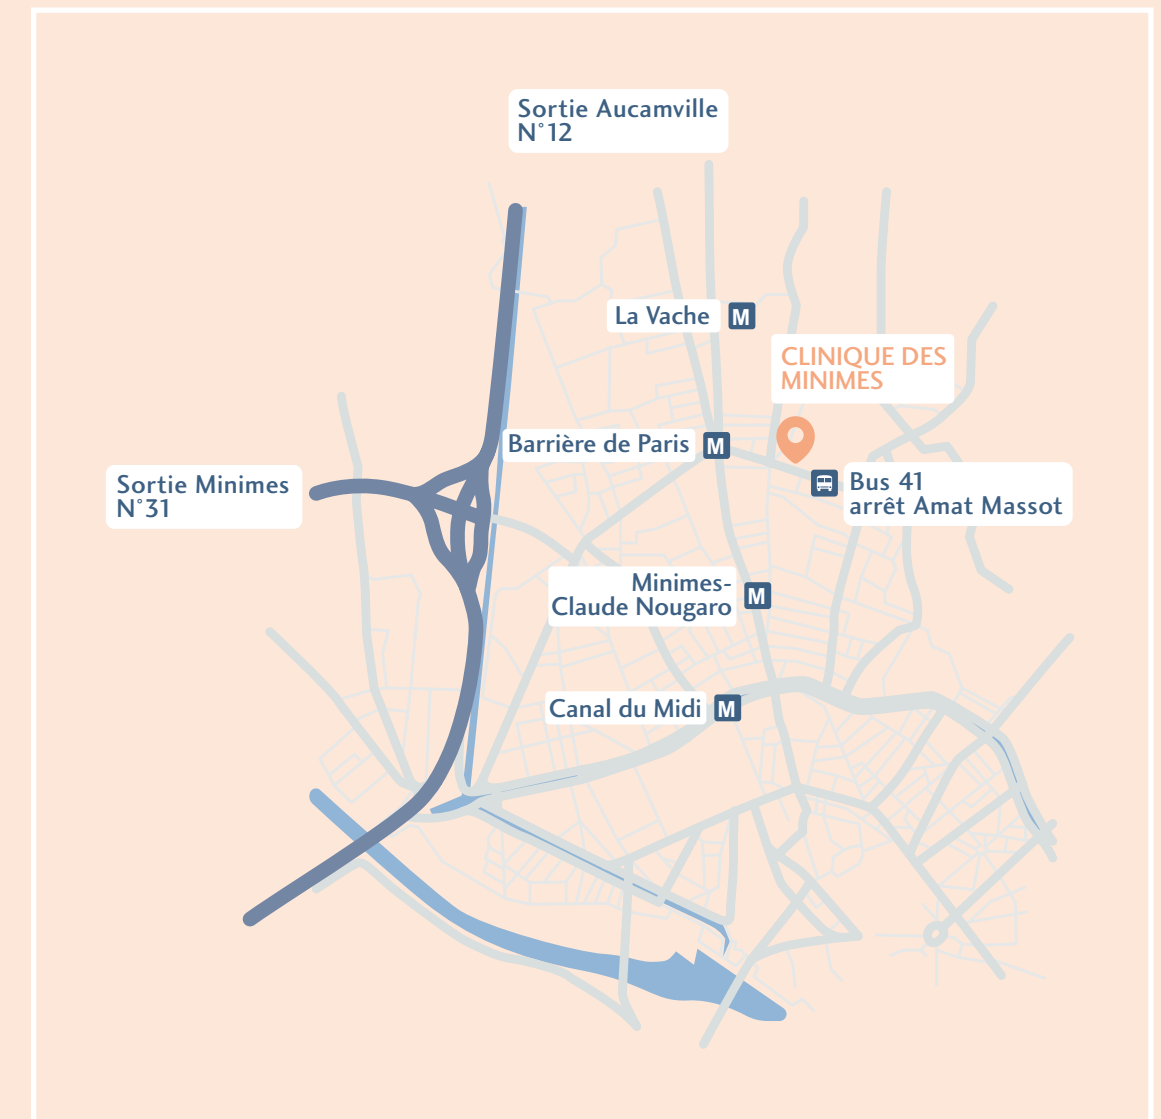 Sortie Aucamville
N°12
La Vache M
CLINIQUE DES
MINIMES
Barrière de Paris M
Sortie Minimes
N°31
Bus 41
arrêt Amat Massot
Minimes-
Claude Nougaro M
Canal du Midi M